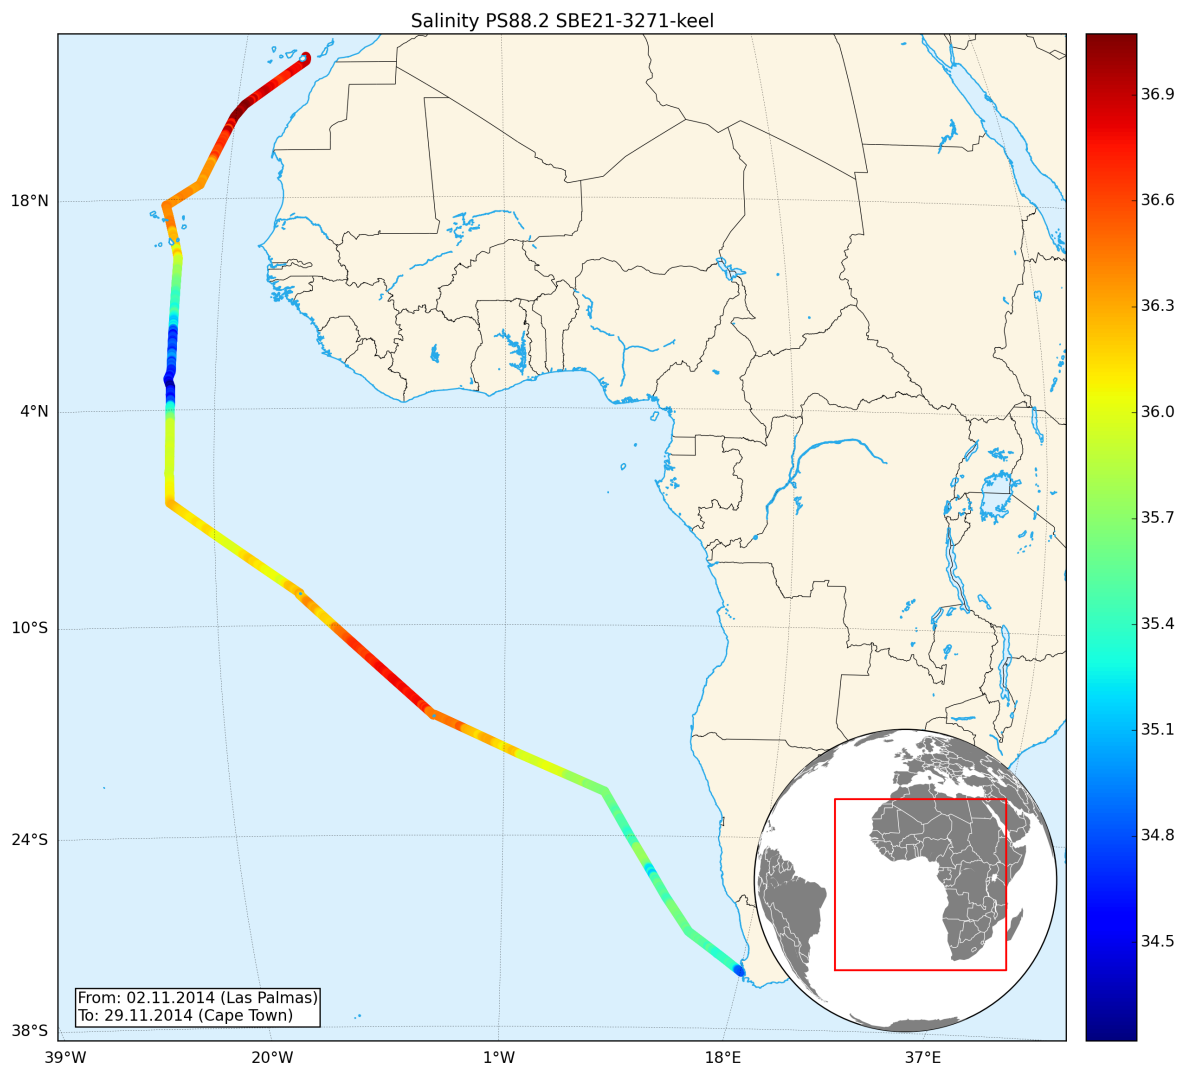 Salinity PS88.2 SBE21-3271-keel
18°N
4°N
10°S
24°S
38°S
39°W
20°W
1°W
18°E
37°E
36.9
36.6
36.3
36.0
35.7
35.4
35.1
34.8
34.5
From: 02.11.2014 (Las Palmas)
To: 29.11.2014 (Cape Town)